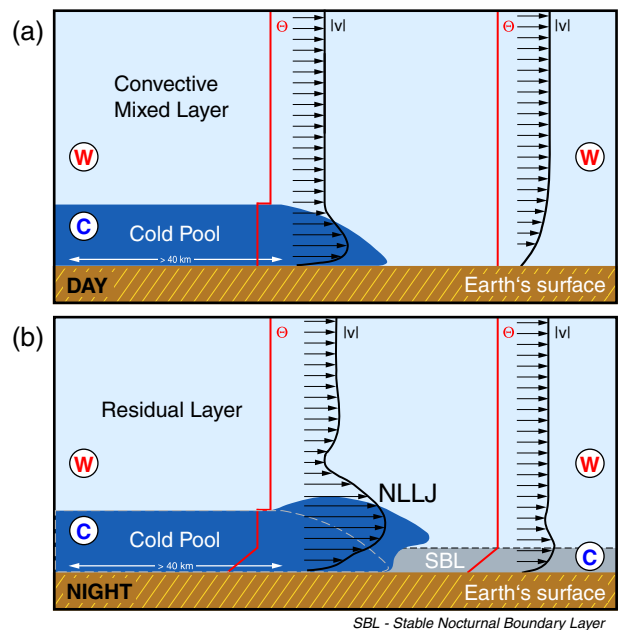 (a)
Θ |v| Θ |v|
Convective
Mixed Layer
W W
C
Cold Pool
> 40 km
DAY Earth's surface
(b)
Θ |v| Θ |v|
Residual Layer
W W
NLLJ
C
Cold Pool
SBL C
> 40 km
NIGHT Earth's surface
SBL - Stable Nocturnal Boundary Layer